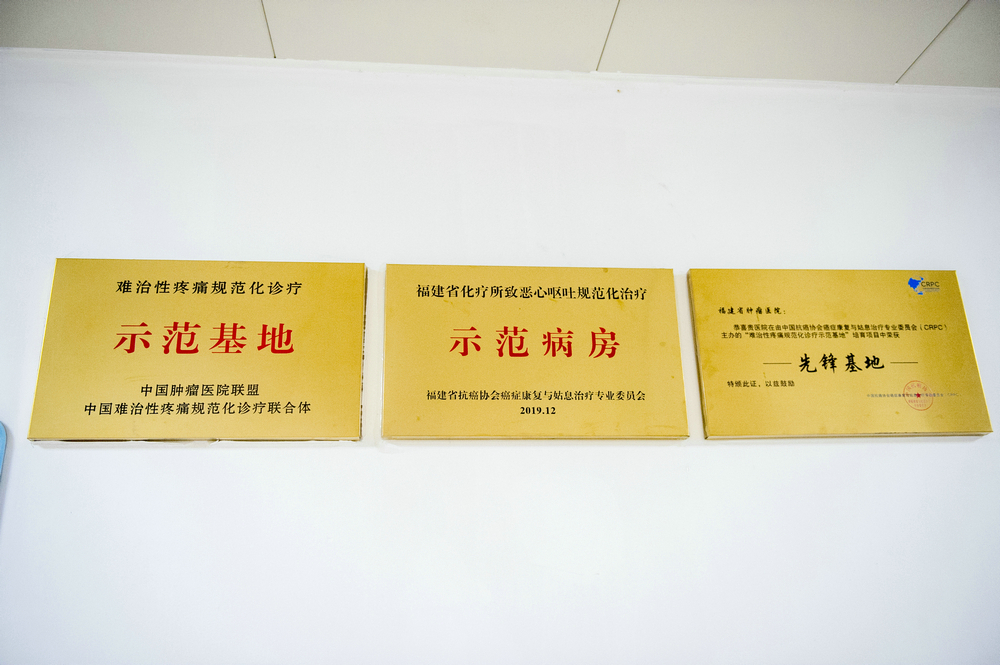 难治性疼痛规范化诊疗
示范基地
中国肿瘤医院联盟
中国难治性疼痛规范化诊疗联合体
福建省化疗所致恶心呕吐规范化治疗
示范病房
福建省抗癌协会癌症康复与姑息治疗专业委员会
2019.12
CRPC
福建省肿瘤医院:
恭喜贵医院在由中国抗癌协会癌症康复与姑息治疗专业委员会(CRPC)
主办的“难治性疼痛规范化诊疗示范基地”培育项目中荣获
先锋基地
特颁此证,以兹鼓励